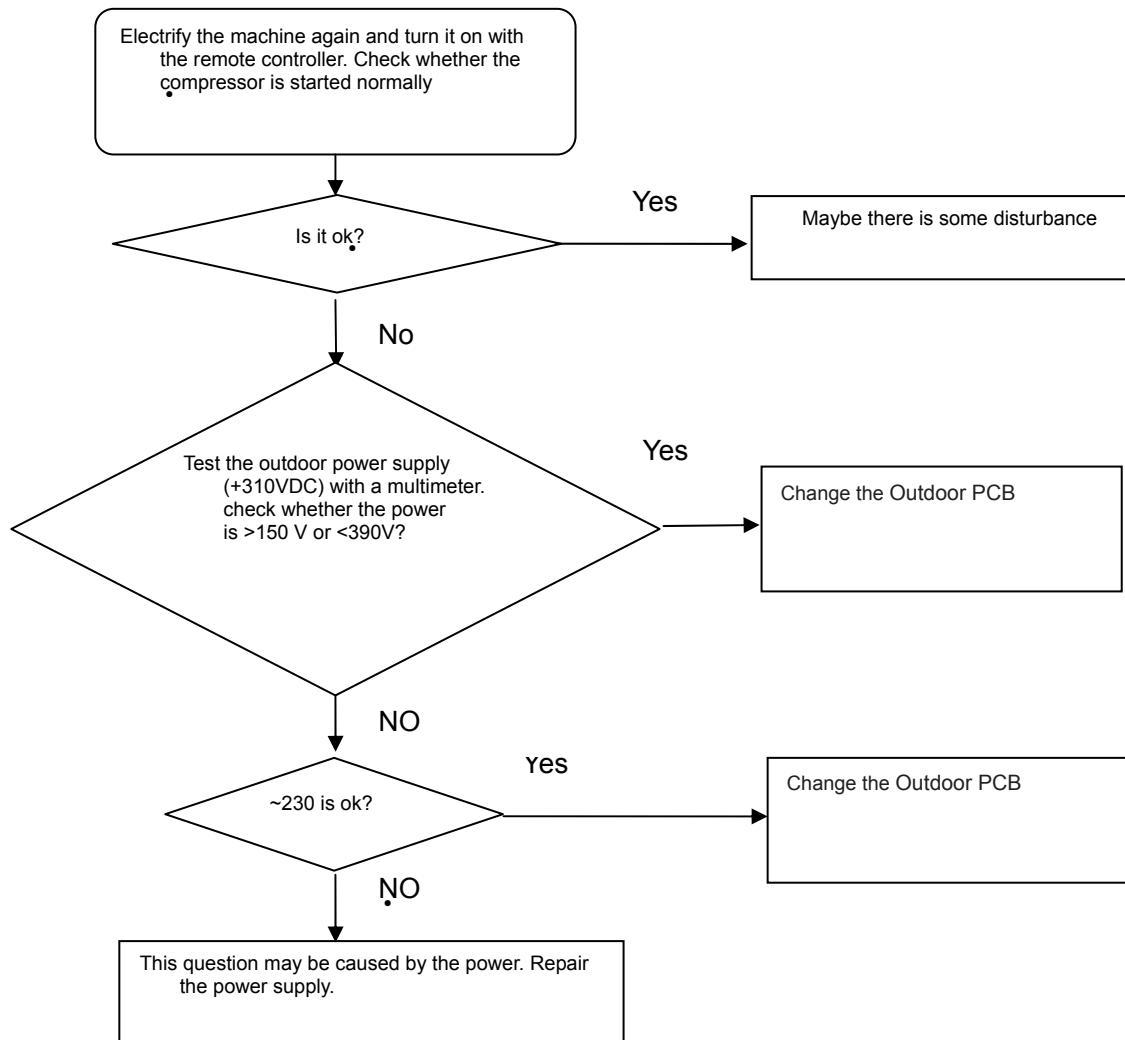 Electrify the machine again and turn it on with
the remote controller. Check whether the
compressor is started normally
Is it ok?
Yes
Maybe there is some disturbance
No
Test the outdoor power supply
(+310VDC) with a multimeter.
check whether the power
is >150 V or <390V?
Yes
Change the Outdoor PCB
NO
~230 is ok?
Yes
Change the Outdoor PCB
NO
This question may be caused by the power. Repair
the power supply.